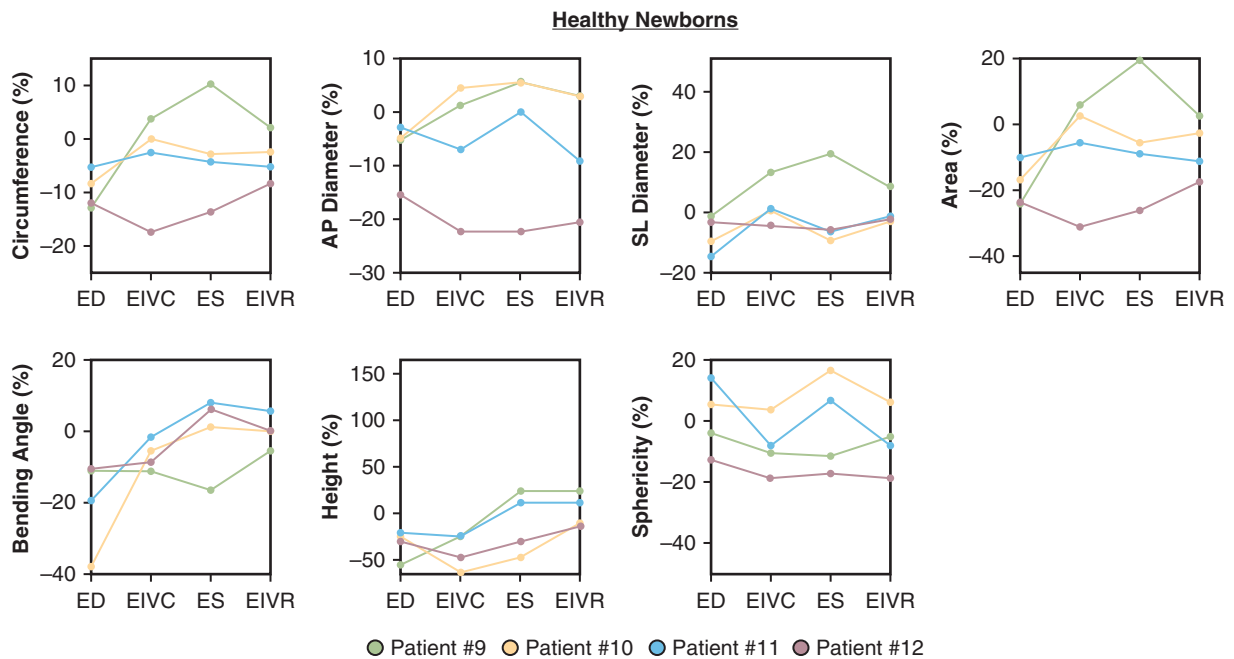 Healthy Newborns
Circumference (%)
10
0
–10
–20
ED EIVC ES EIVR
AP Diameter (%)
10
0
–10
–20
–30
ED EIVC ES EIVR
SL Diameter (%)
40
20
0
–20
ED EIVC ES EIVR
Area (%)
20
0
–20
–40
ED EIVC ES EIVR
Bending Angle (%)
20
0
–20
–40
ED EIVC ES EIVR
Height (%)
150
100
50
0
–50
ED EIVC ES EIVR
Sphericity (%)
20
0
–20
–40
ED EIVC ES EIVR
Patient #9 Patient #10 Patient #11 Patient #12